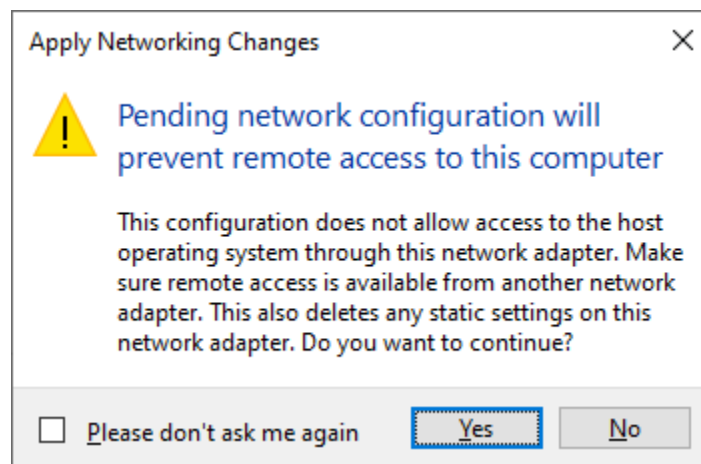 Apply Networking Changes
Pending network configuration will
prevent remote access to this computer
This configuration does not allow access to the host
operating system through this network adapter. Make
sure remote access is available from another network
adapter. This also deletes any static settings on this
network adapter. Do you want to continue?
Please don't ask me again
Yes
No